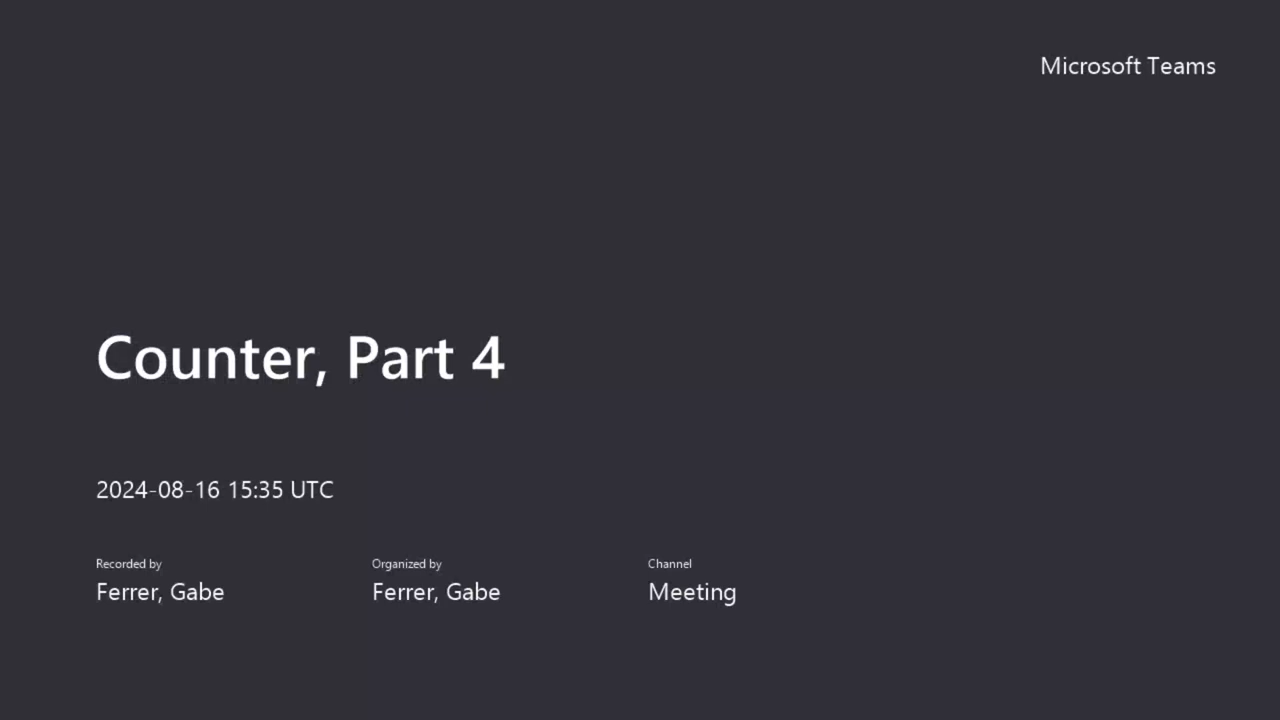 Microsoft Teams
Counter, Part 4
2024-08-16 15:35 UTC
Recorded by
Ferrer, Gabe
Organized by
Ferrer, Gabe
Channel
Meeting